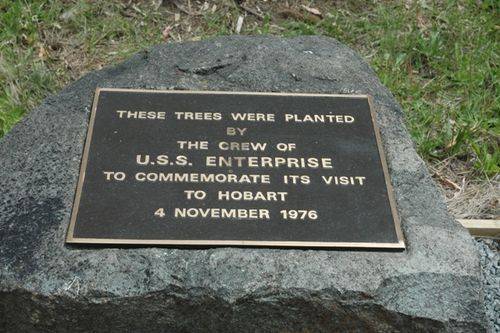 THESE TREES WERE PLANTED
BY
THE CREW OF
U.S.S. ENTERPRISE
TO COMMEMORATE ITS VISIT
TO HOBART
4 NOVEMBER 1976